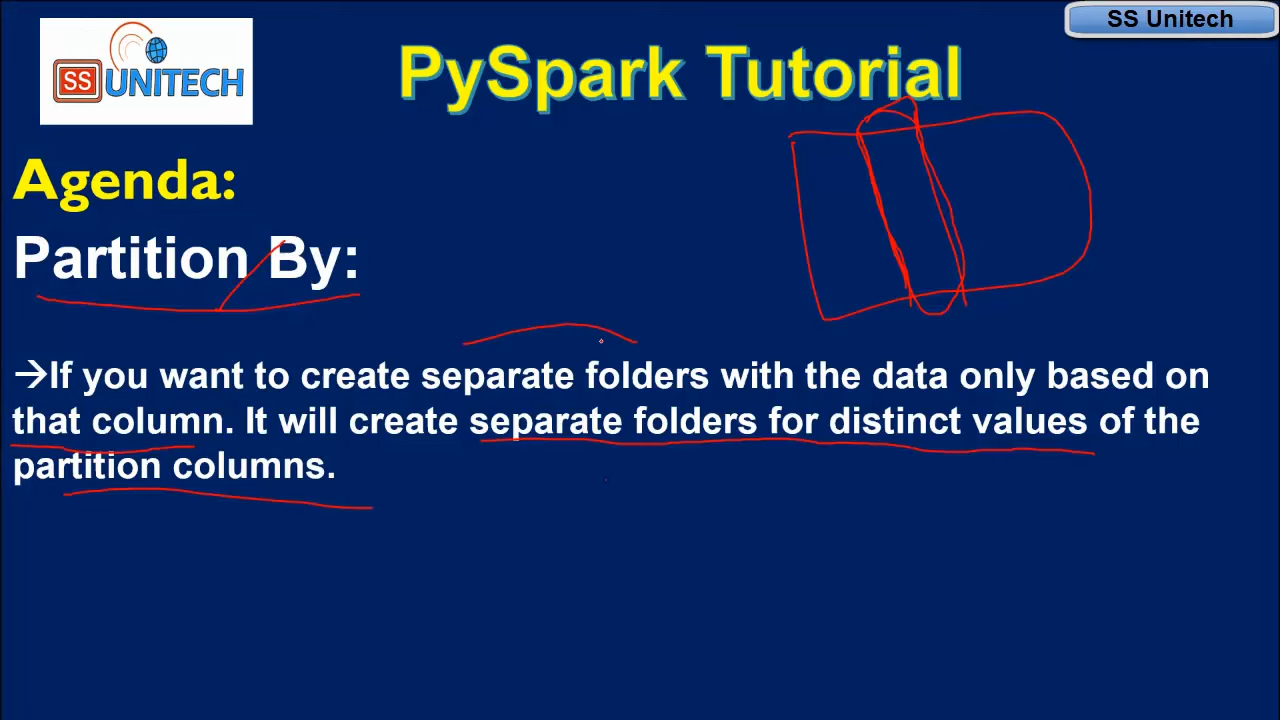 SS Unitech
SS UNITECH
PySpark Tutorial
Agenda:
Partition By:
→If you want to create separate folders with the data only based on
that column. It will create separate folders for distinct values of the
partition columns.